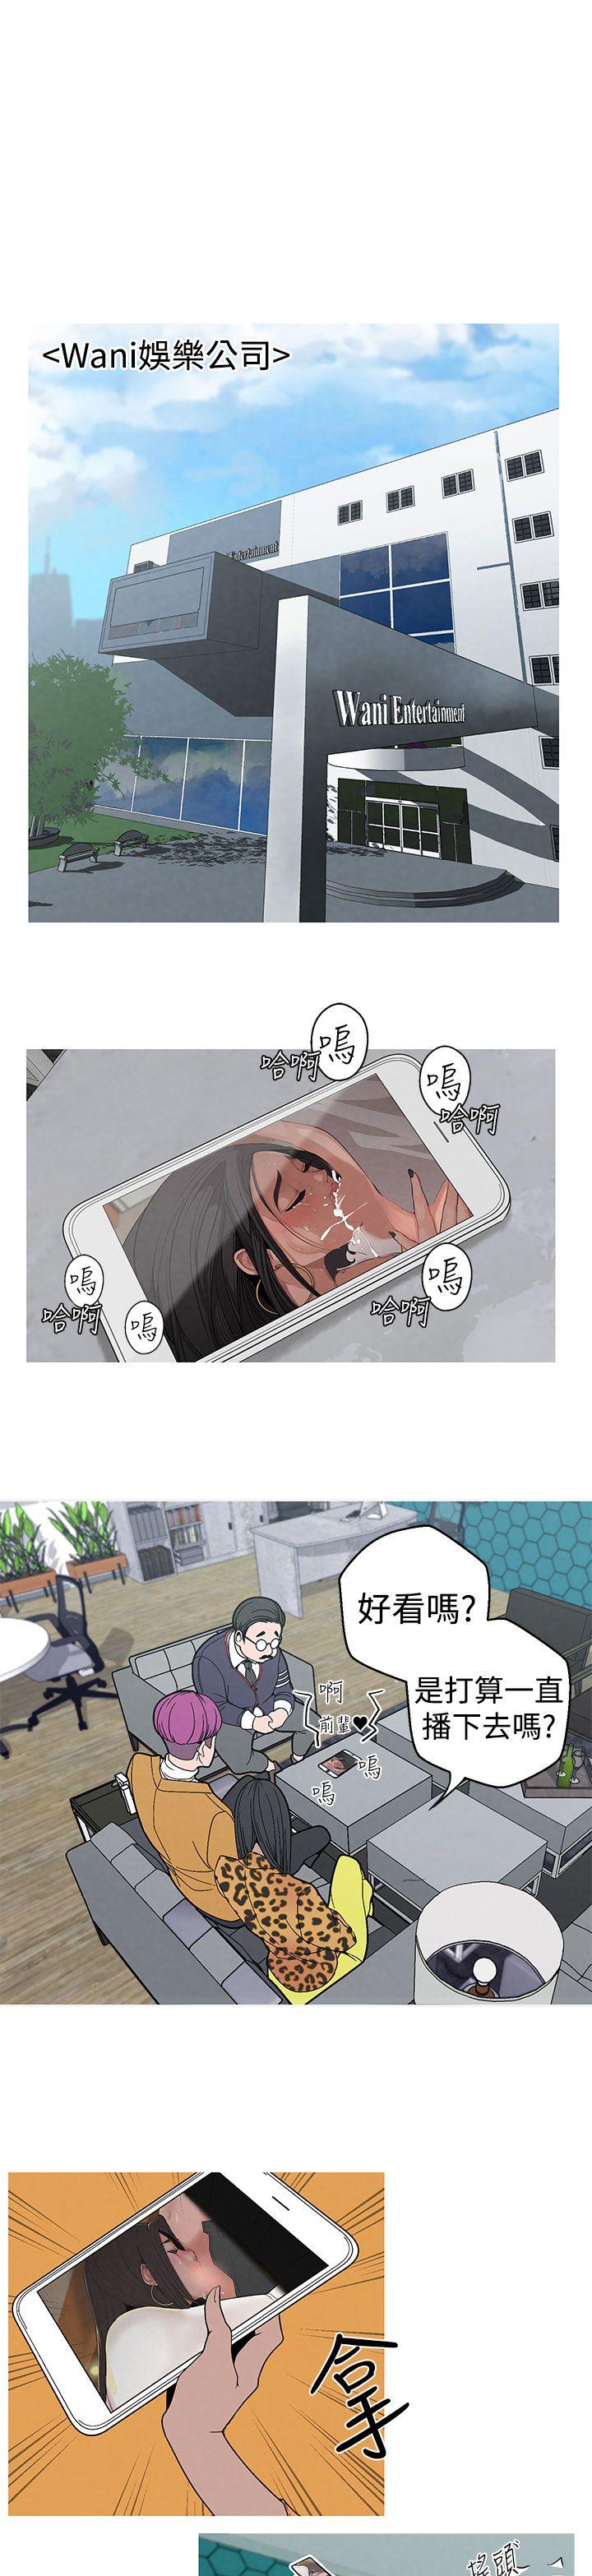 <Wani娛樂公司>
Entertainment
Wani Entertainment
嗚
哈啊
嗚
哈啊
嗚
哈啊
嗚
嗚
哈啊
好看嗎?
是打算一直
播下去嗎?
啊
前輩♥
嗚
嗚
拿
搖頭